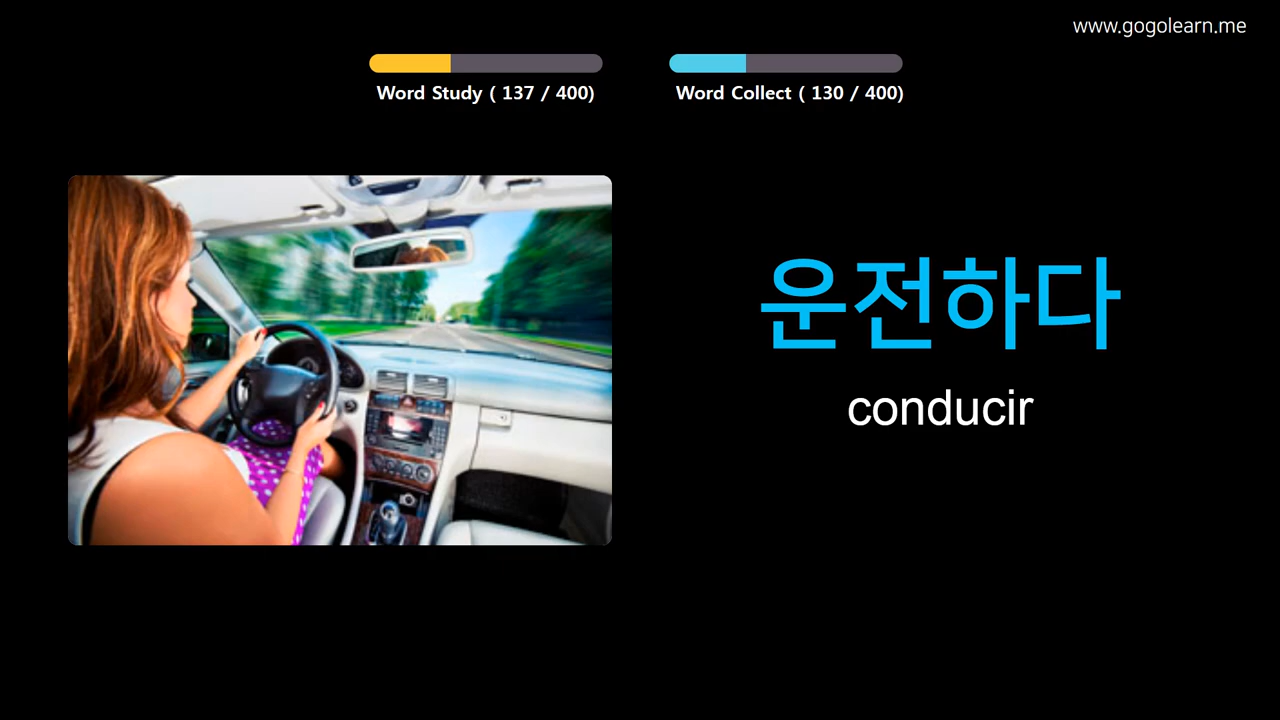 www.gogolearn.me
Word Study ( 137 / 400)
Word Collect ( 130 / 400)
운전하다
conducir